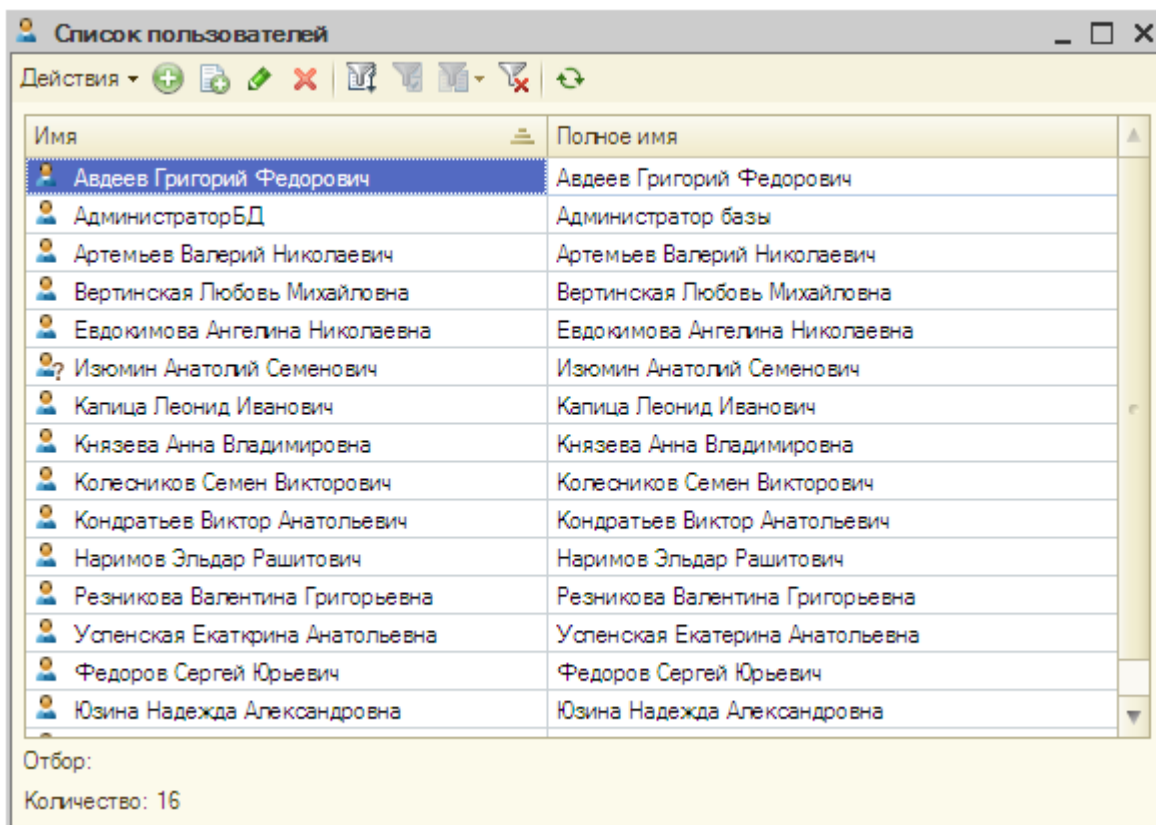 Список пользователей
Действия
Имя Полное имя
Авдеев Григорий Федорович Авдеев Григорий Федорович
АдминистраторБД Администратор базы
Артемьев Валерий Николаевич Артемьев Валерий Николаевич
Вертинская Любовь Михайловна Вертинская Любовь Михайловна
Евдокимова Ангелина Николаевна Евдокимова Ангелина Николаевна
Изюмин Анатолий Семенович Изюмин Анатолий Семенович
Капица Леонид Иванович Капица Леонид Иванович
Князева Анна Владимировна Князева Анна Владимировна
Колесников Семен Викторович Колесников Семен Викторович
Кондратьев Виктор Анатольевич Кондратьев Виктор Анатольевич
Наримов Эльдар Рашитович Наримов Эльдар Рашитович
Резникова Валентина Григорьевна Резникова Валентина Григорьевна
Успенская Екаткрина Анатольевна Успенская Екатерина Анатольевна
Федоров Сергей Юрьевич Федоров Сергей Юрьевич
Юзина Надежда Александровна Юзина Надежда Александровна
Отбор:
Количество: 16